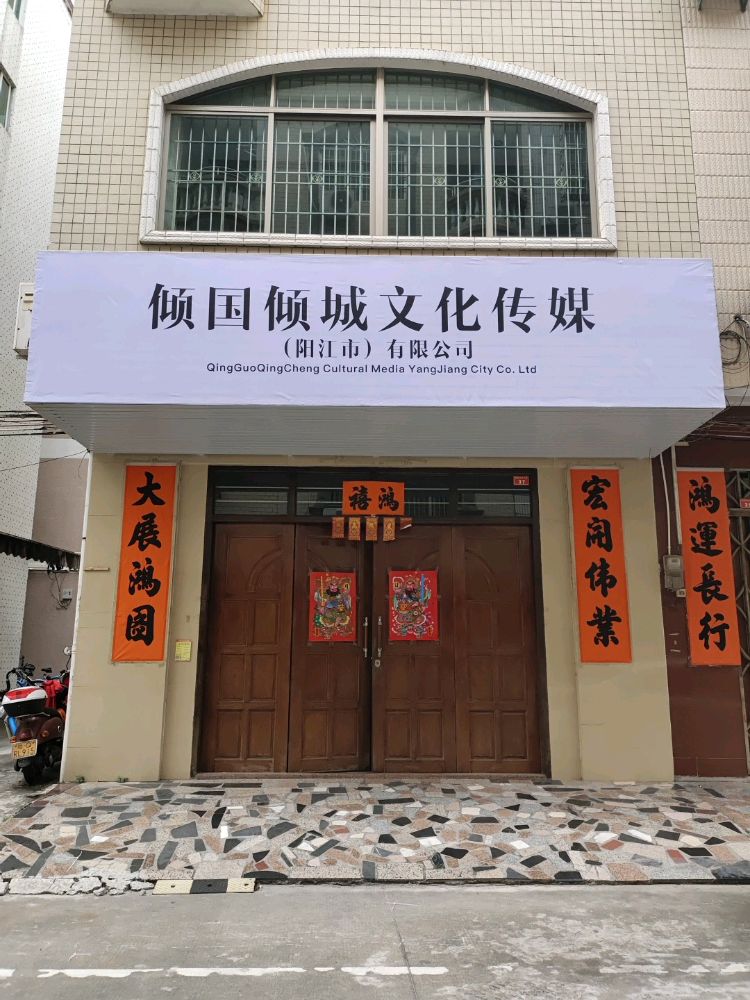 倾国倾城文化传媒
（阳江市）有限公司
QingGuoQingCheng Cultural Media YangJiang City Co. Ltd
鴻禧
大展鴻圖
宏開偉業
鴻運長行
37